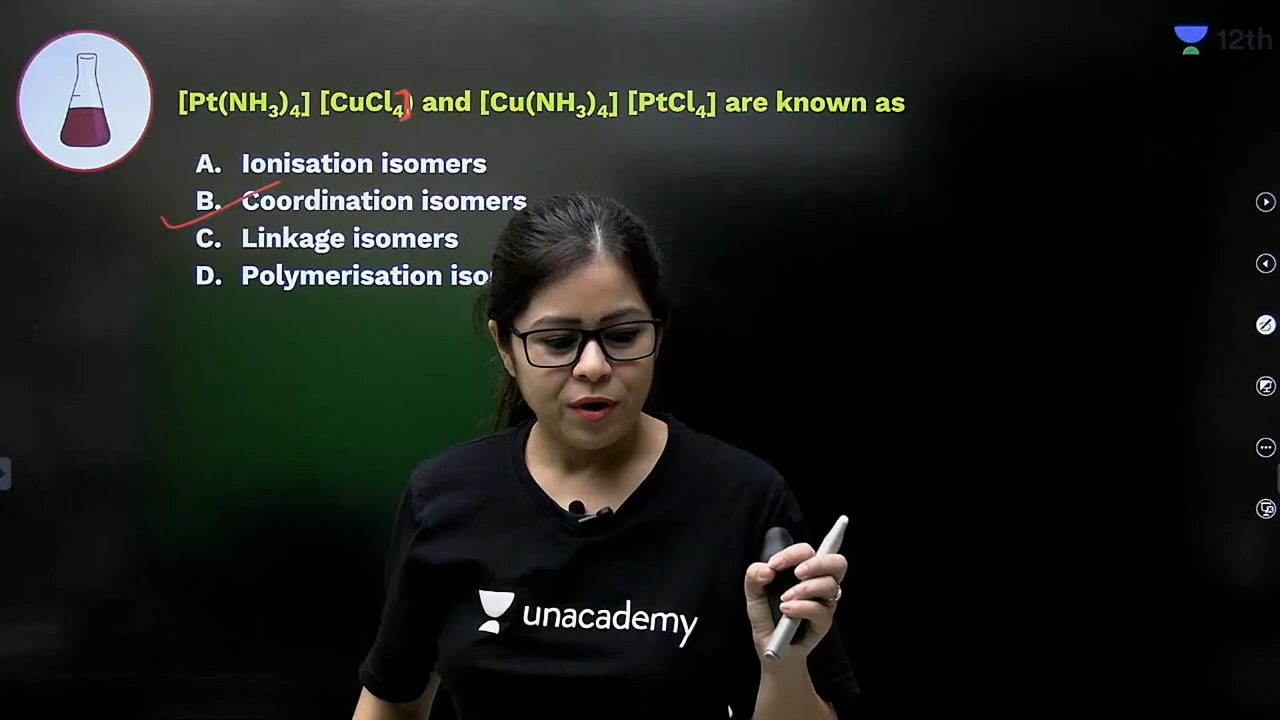 12th
[Pt(NH₃)₄] [CuCl₄] and [Cu(NH₃)₄] [PtCl₄] are known as
A. Ionisation isomers
B. Coordination isomers
C. Linkage isomers
D. Polymerisation iso
unacademy